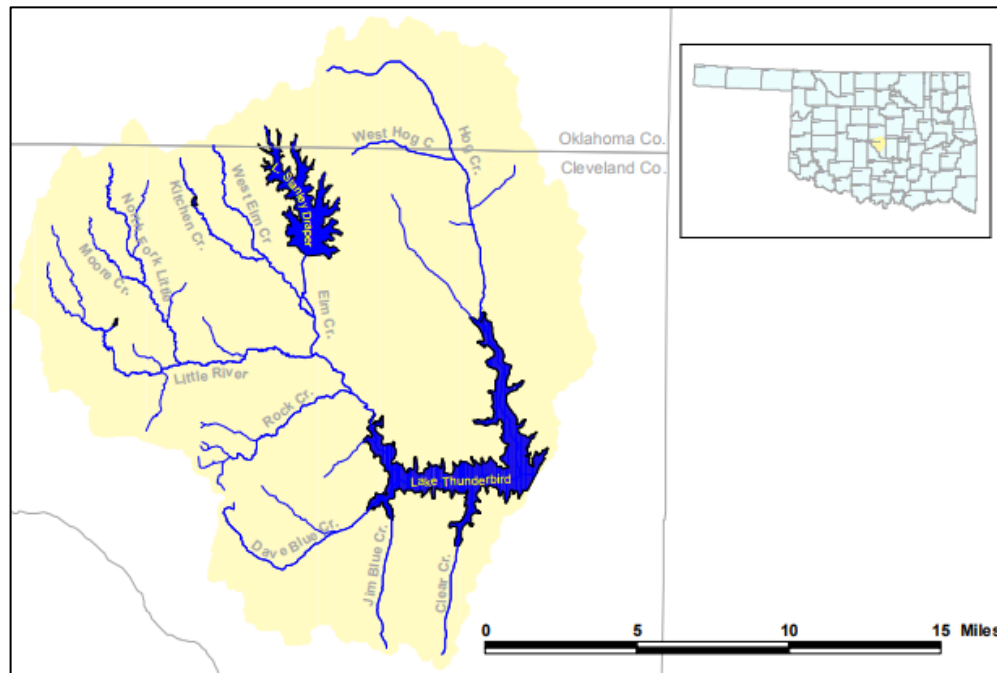 Oklahoma Co.
Cleveland Co.
West Hog C
Hog Cr.
Sidney Draper
West Elm Cr
Kitchen Cr.
North Fork Little
Moore Cr.
Elm Cr.
Little River
Rock Cr.
Lake Thunderbird
Dave Blue Cr.
Jim Blue Cr.
Clear Cr.
0 5 10 15 Miles